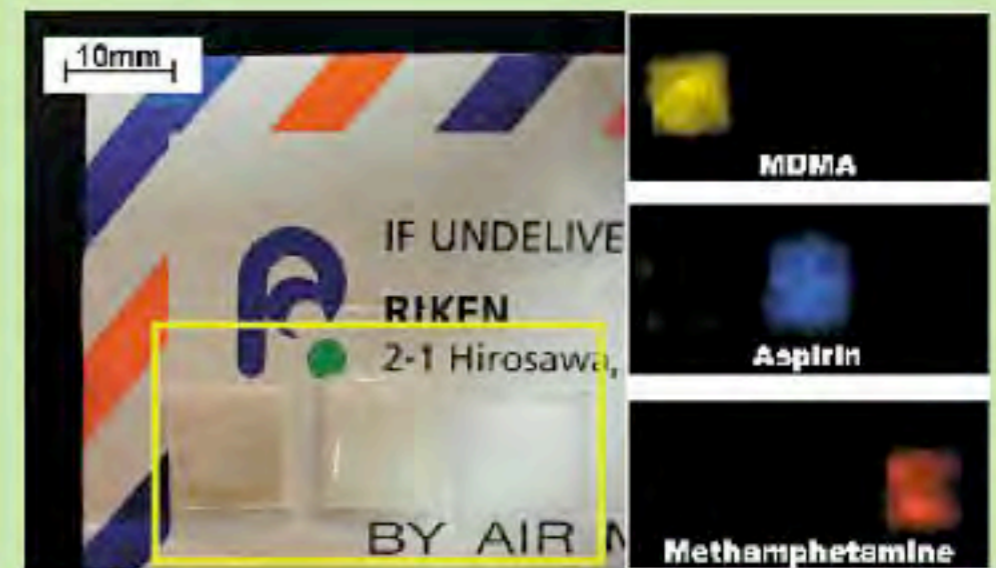 10mm
IF UNDELIVE
RIKEN
2-1 Hirosawa,
BY AIR M
MDMA
Aspirin
Methamphetamine